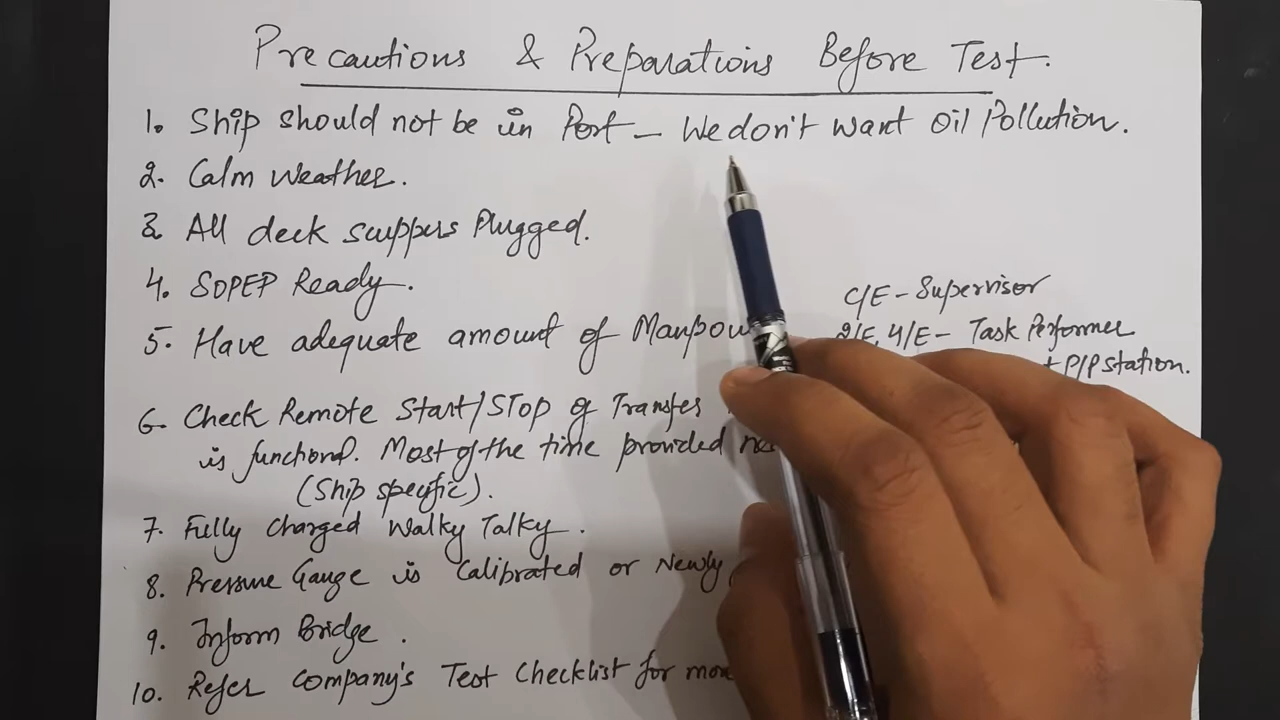 Precautions & Preparations Before Test.
1. Ship should not be in Port - We don't want Oil Pollution.
2. Calm Weather.
3 All deck scuppers Plugged.
4. SOPEP Ready.
C/E - Supervisor
5. Have adequate amount of
2/E, 4/E - Task Performer
P/P station.
6. Check Remote Start/Stop of Transfer
is functional. Most of the time provided
(Ship specific).
7. Fully Charged Walky Talky.
8. Pressure Gauge is Calibrated or Newly
9. Inform Bridge.
10. Refer Company's Test Checklist for